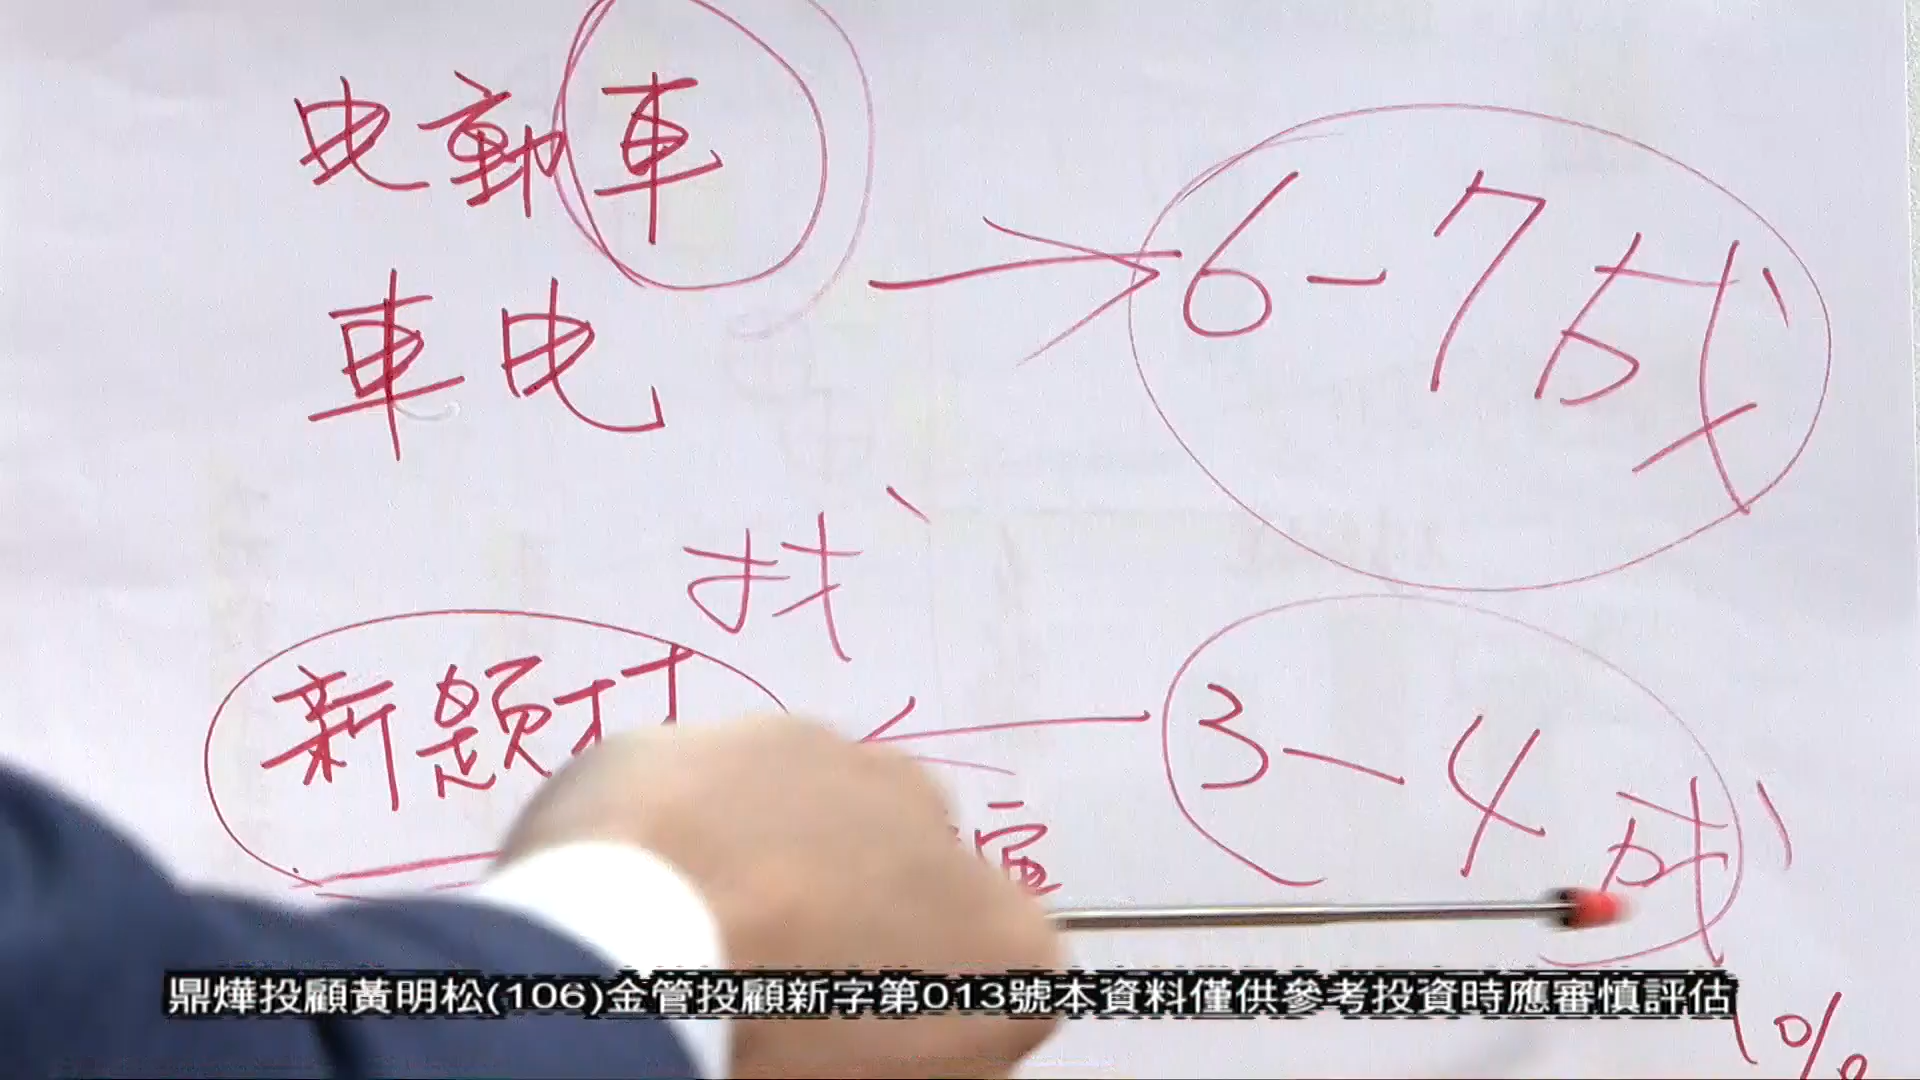 电動車
→ 6-7成
車电
找
新題材
← 3-4成
鼎燁投顧黃明松(106)金管投顧新字第013號本資料僅供參考投資時應審慎評估